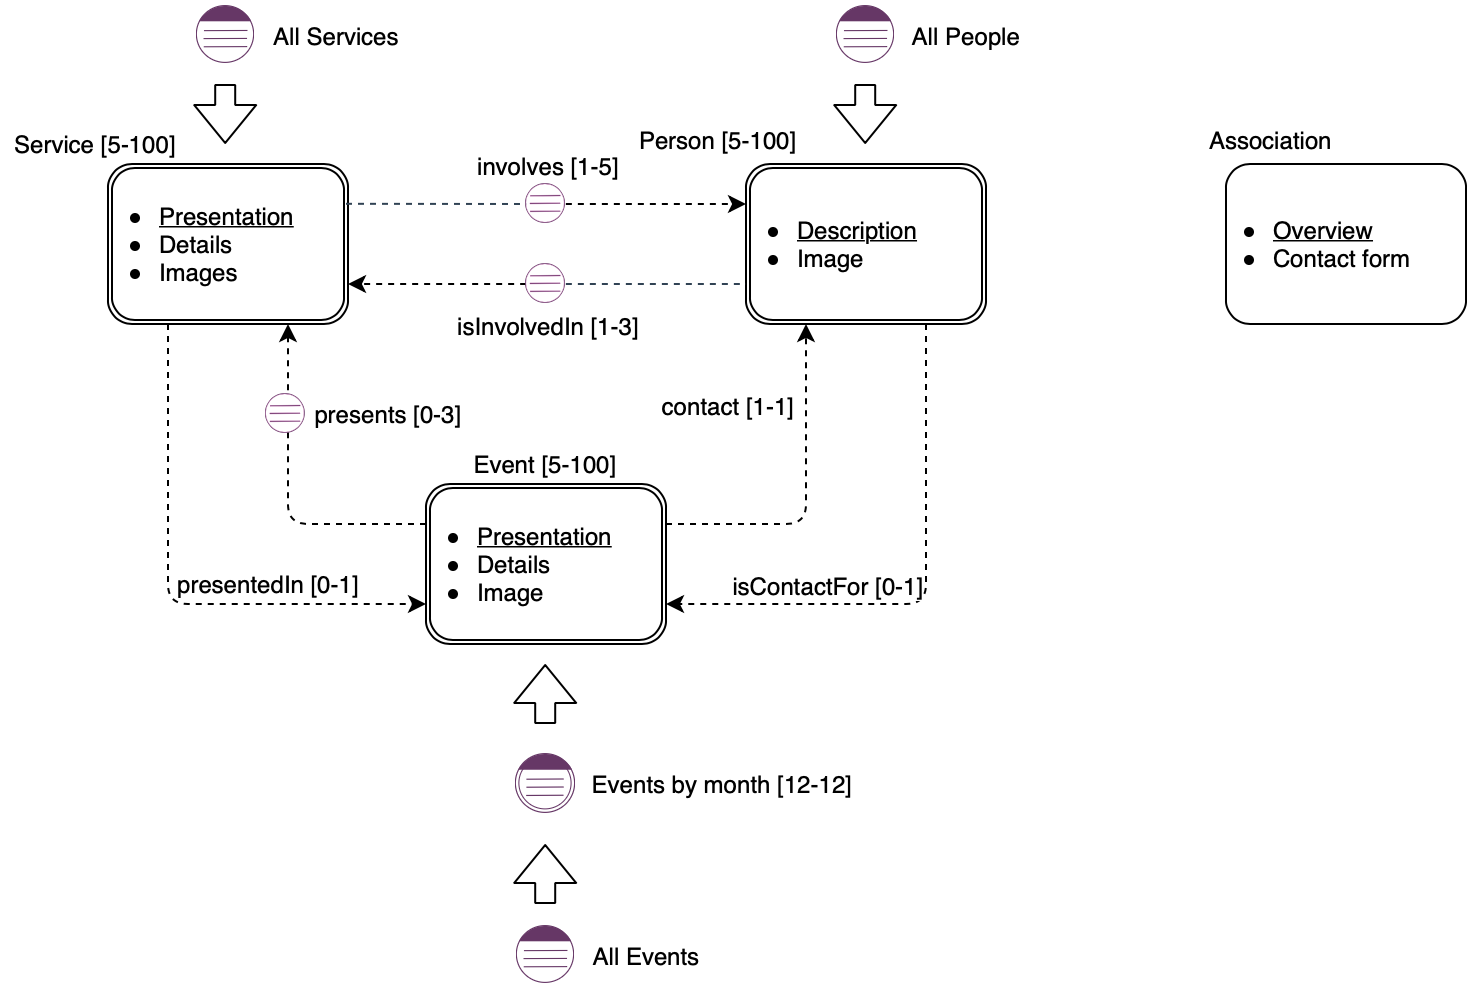 All Services
All People
Service [5-100]
Person [5-100]
Association
involves [1-5]
Presentation
Details
Images
Description
Image
Overview
Contact form
isInvolvedIn [1-3]
presents [0-3]
contact [1-1]
Event [5-100]
Presentation
Details
Image
presentedIn [0-1]
isContactFor [0-1]
Events by month [12-12]
All Events